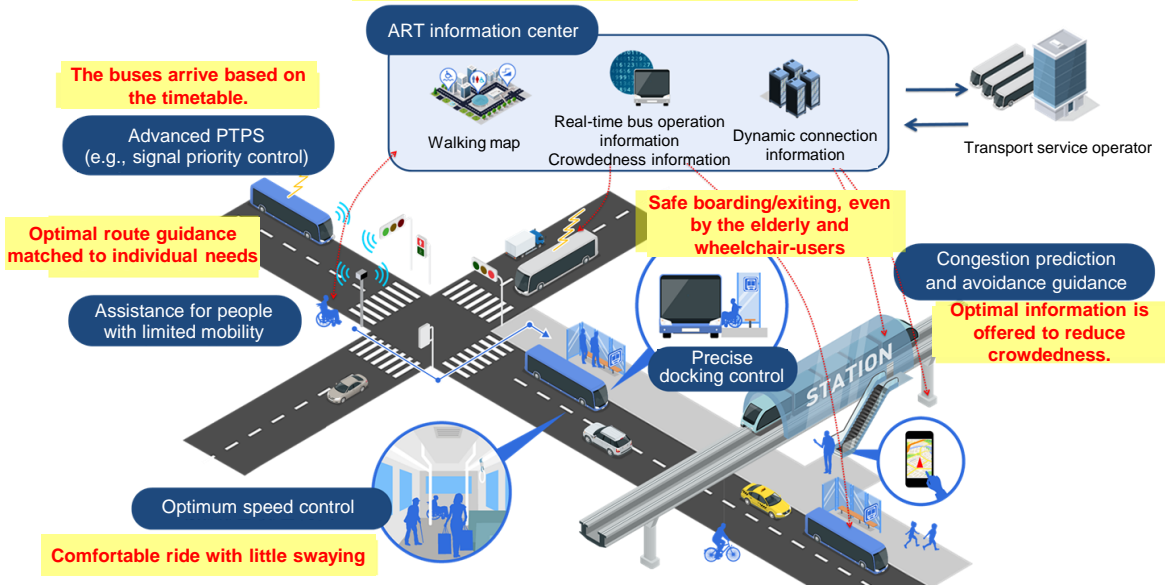 ART information center
The buses arrive based on
the timetable.
Advanced PTPS
(e.g., signal priority control)
Walking map
Real-time bus operation
information
Crowdedness information
Dynamic connection
information
Transport service operator
Optimal route guidance
matched to individual needs
Safe boarding/exiting, even
by the elderly and
wheelchair-users
Congestion prediction
and avoidance guidance
Assistance for people
with limited mobility
Optimal information is
offered to reduce
crowdedness.
Precise
docking control
STATION
Optimum speed control
Comfortable ride with little swaying